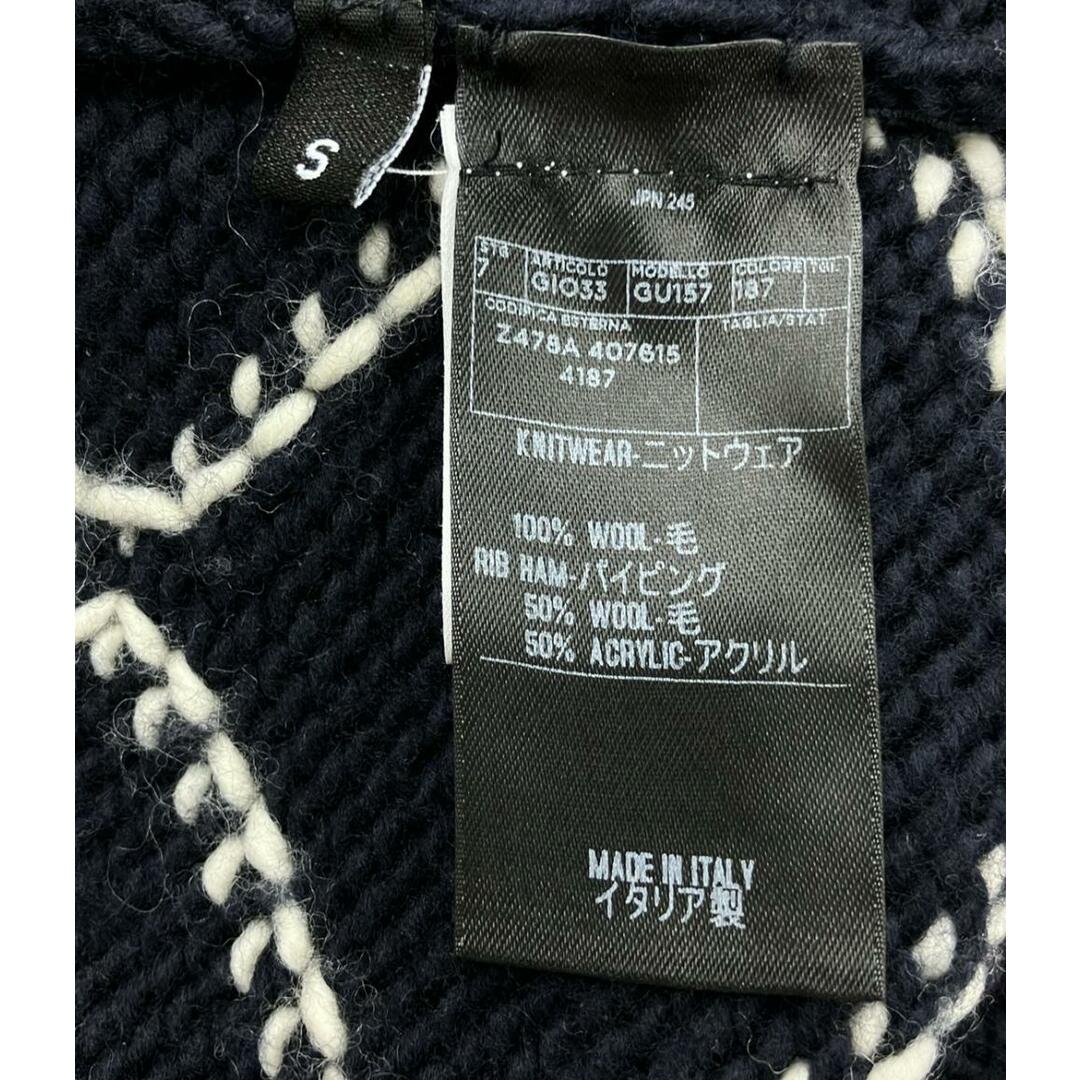 S
JPN 245
STG ARTICOLO MODELLO COLORE TGL
7 GIO33 GU157 187
CODIFICA ESTERNA TAGLIA/STAT
Z478A 407615
4187
KNITWEAR-ニットウェア
100% WOOL-毛
RIB HAM-パイピング
50% WOOL-毛
50% ACRYLIC-アクリル
MADE IN ITALY
イタリア製